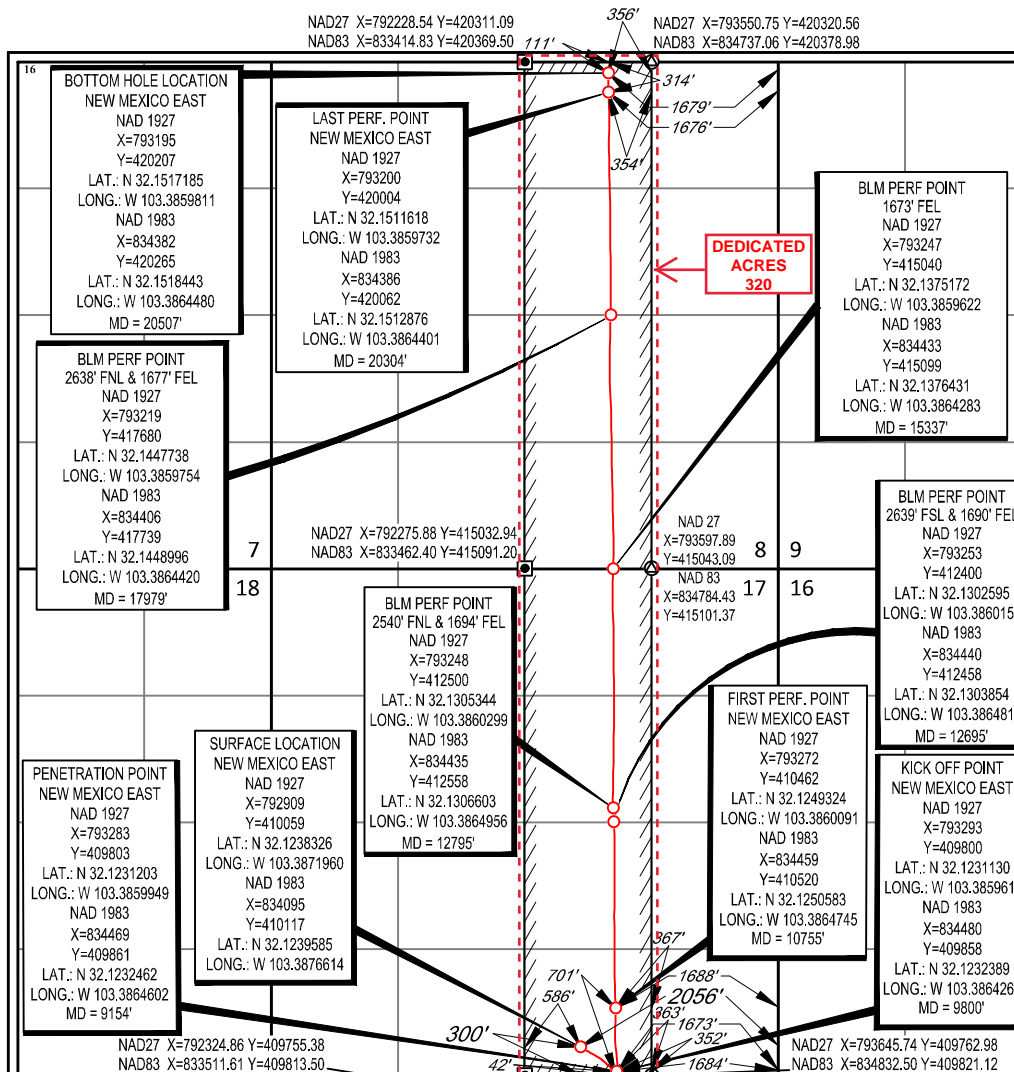 NAD27 X=792228.54 Y=420311.09
NAD83 X=833414.83 Y=420369.50
111'
356'
NAD27 X=793550.75 Y=420320.56
NAD83 X=834737.06 Y=420378.98
16
314'
1679'
1676'
354'
BOTTOM HOLE LOCATION
NEW MEXICO EAST
NAD 1927
X=793195
Y=420207
LAT.: N 32.1517185
LONG.: W 103.3859811
NAD 1983
X=834382
Y=420265
LAT.: N 32.1518443
LONG.: W 103.3864480
MD = 20507'
LAST PERF. POINT
NEW MEXICO EAST
NAD 1927
X=793200
Y=420004
LAT.: N 32.1511618
LONG.: W 103.3859732
NAD 1983
X=834386
Y=420062
LAT.: N 32.1512876
LONG.: W 103.3864401
MD = 20304'
DEDICATED
ACRES
320
BLM PERF POINT
1673' FEL
NAD 1927
X=793247
Y=415040
LAT.: N 32.1375172
LONG.: W 103.3859622
NAD 1983
X=834433
Y=415099
LAT.: N 32.1376431
LONG.: W 103.3864283
MD = 15337'
BLM PERF POINT
2638' FNL & 1677' FEL
NAD 1927
X=793219
Y=417680
LAT.: N 32.1447738
LONG.: W 103.3859754
NAD 1983
X=834406
Y=417739
LAT.: N 32.1448996
LONG.: W 103.3864420
MD = 17979'
7
18
NAD27 X=792275.88 Y=415032.94
NAD83 X=833462.40 Y=415091.20
NAD 27
X=793597.89
Y=415043.09
NAD 83
X=834784.43
Y=415101.37
8
9
17
16
BLM PERF POINT
2639' FSL & 1690' FEL
NAD 1927
X=793253
Y=412400
LAT.: N 32.1302595
LONG.: W 103.386015
NAD 1983
X=834440
Y=412458
LAT.: N 32.1303854
LONG.: W 103.386481
MD = 12695'
BLM PERF POINT
2540' FNL & 1694' FEL
NAD 1927
X=793248
Y=412500
LAT.: N 32.1305344
LONG.: W 103.3860299
NAD 1983
X=834435
Y=412558
LAT.: N 32.1306603
LONG.: W 103.3864956
MD = 12795'
FIRST PERF. POINT
NEW MEXICO EAST
NAD 1927
X=793272
Y=410462
LAT.: N 32.1249324
LONG.: W 103.3860091
NAD 1983
X=834459
Y=410520
LAT.: N 32.1250583
LONG.: W 103.3864745
MD = 10755'
SURFACE LOCATION
NEW MEXICO EAST
NAD 1927
X=792909
Y=410059
LAT.: N 32.1238326
LONG.: W 103.3871960
NAD 1983
X=834095
Y=410117
LAT.: N 32.1239585
LONG.: W 103.3876614
PENETRATION POINT
NEW MEXICO EAST
NAD 1927
X=793283
Y=409803
LAT.: N 32.1231203
LONG.: W 103.3859949
NAD 1983
X=834469
Y=409861
LAT.: N 32.1232462
LONG.: W 103.3864602
MD = 9154'
KICK OFF POINT
NEW MEXICO EAST
NAD 1927
X=793293
Y=409800
LAT.: N 32.1231130
LONG.: W 103.385961
NAD 1983
X=834480
Y=409858
LAT.: N 32.1232389
LONG.: W 103.386426
MD = 9800'
367'
701'
1688'
586'
2056'
363'
1673'
300'
352'
42'
1684'
NAD27 X=792324.86 Y=409755.38
NAD83 X=833511.61 Y=409813.50
NAD27 X=793645.74 Y=409762.98
NAD83 X=834832.50 Y=409821.12